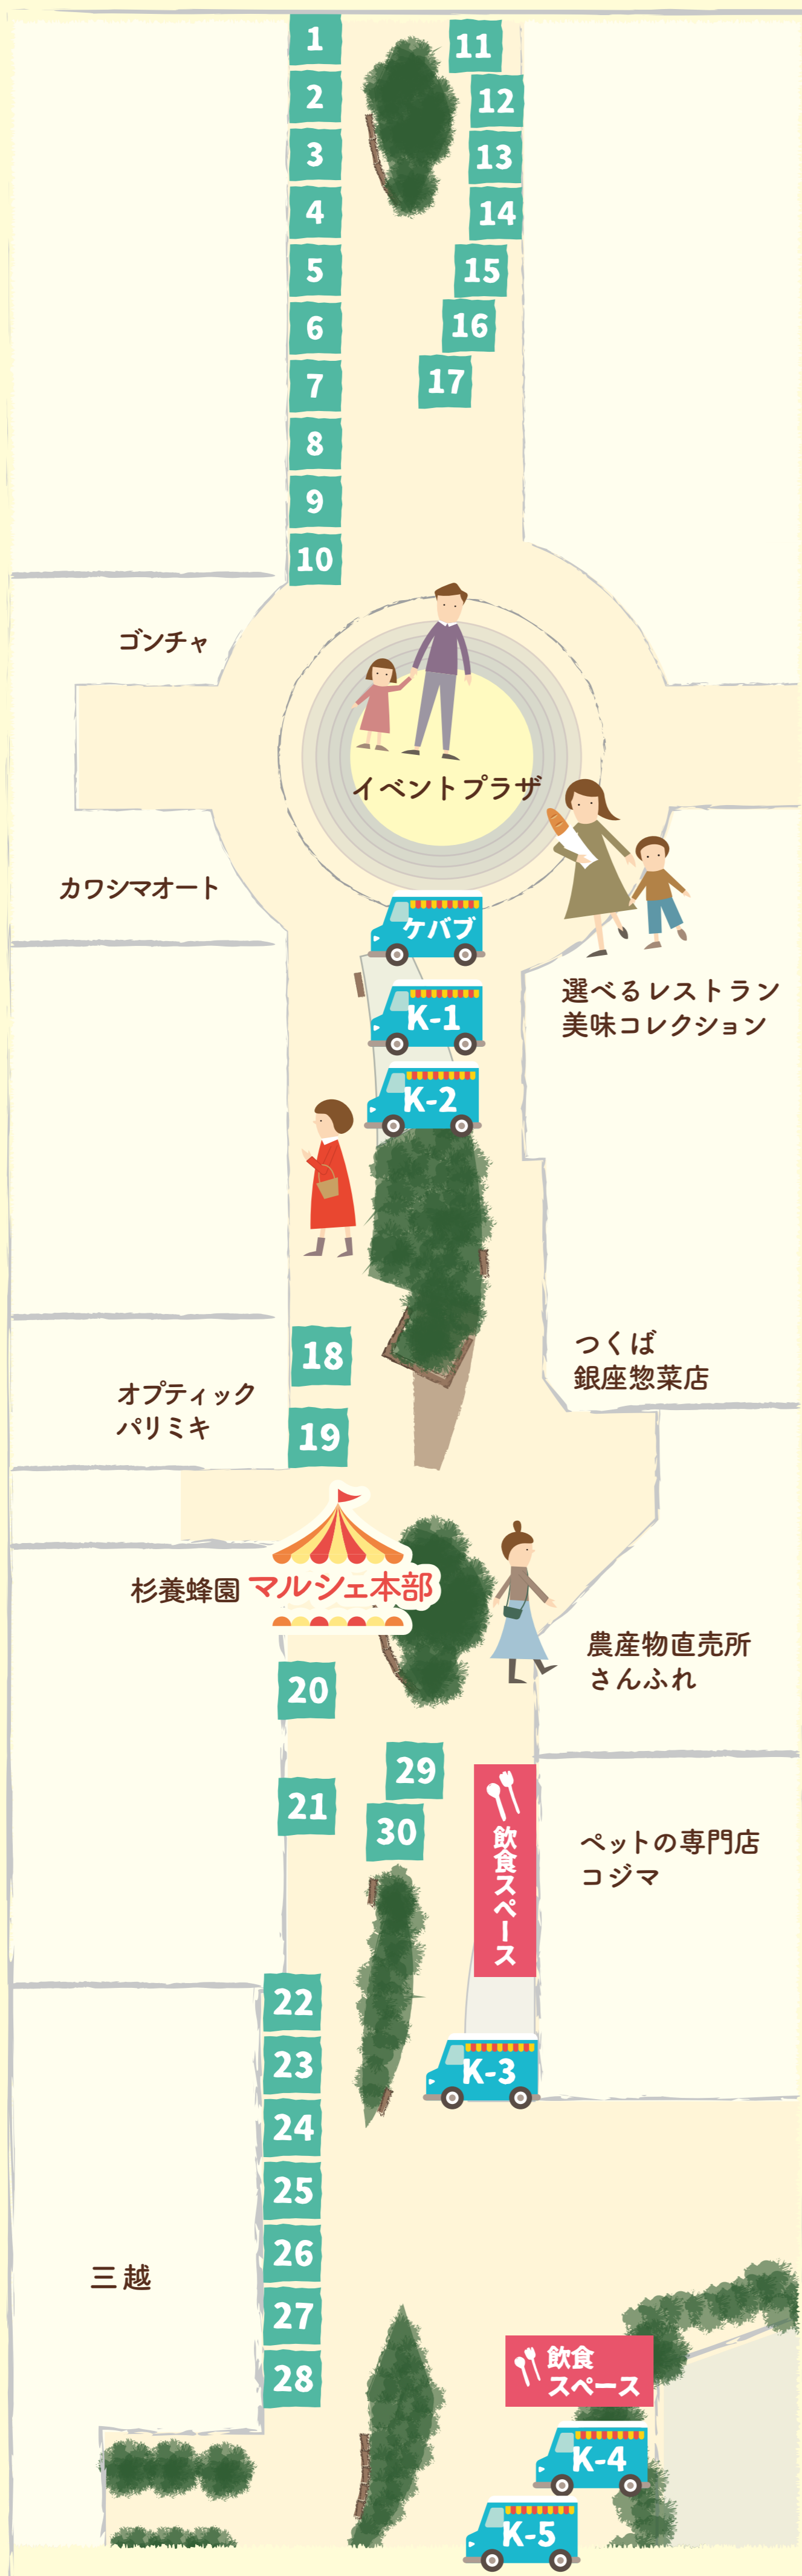 1
11
2
12
3
13
4
14
5
15
6
16
7
17
8
9
10
ゴンチャ
イベントプラザ
カワシマオート
ケバブ
選べるレストラン
美味コレクション
K-1
K-2
18
つくば
銀座惣菜店
オプティック
パリミキ
19
杉養蜂園
マルシェ本部
農産物直売所
さんふれ
20
29
21
30
飲食スペース
ペットの専門店
コジマ
22
23
K-3
24
25
26
三越
27
28
飲食
スペース
K-4
K-5